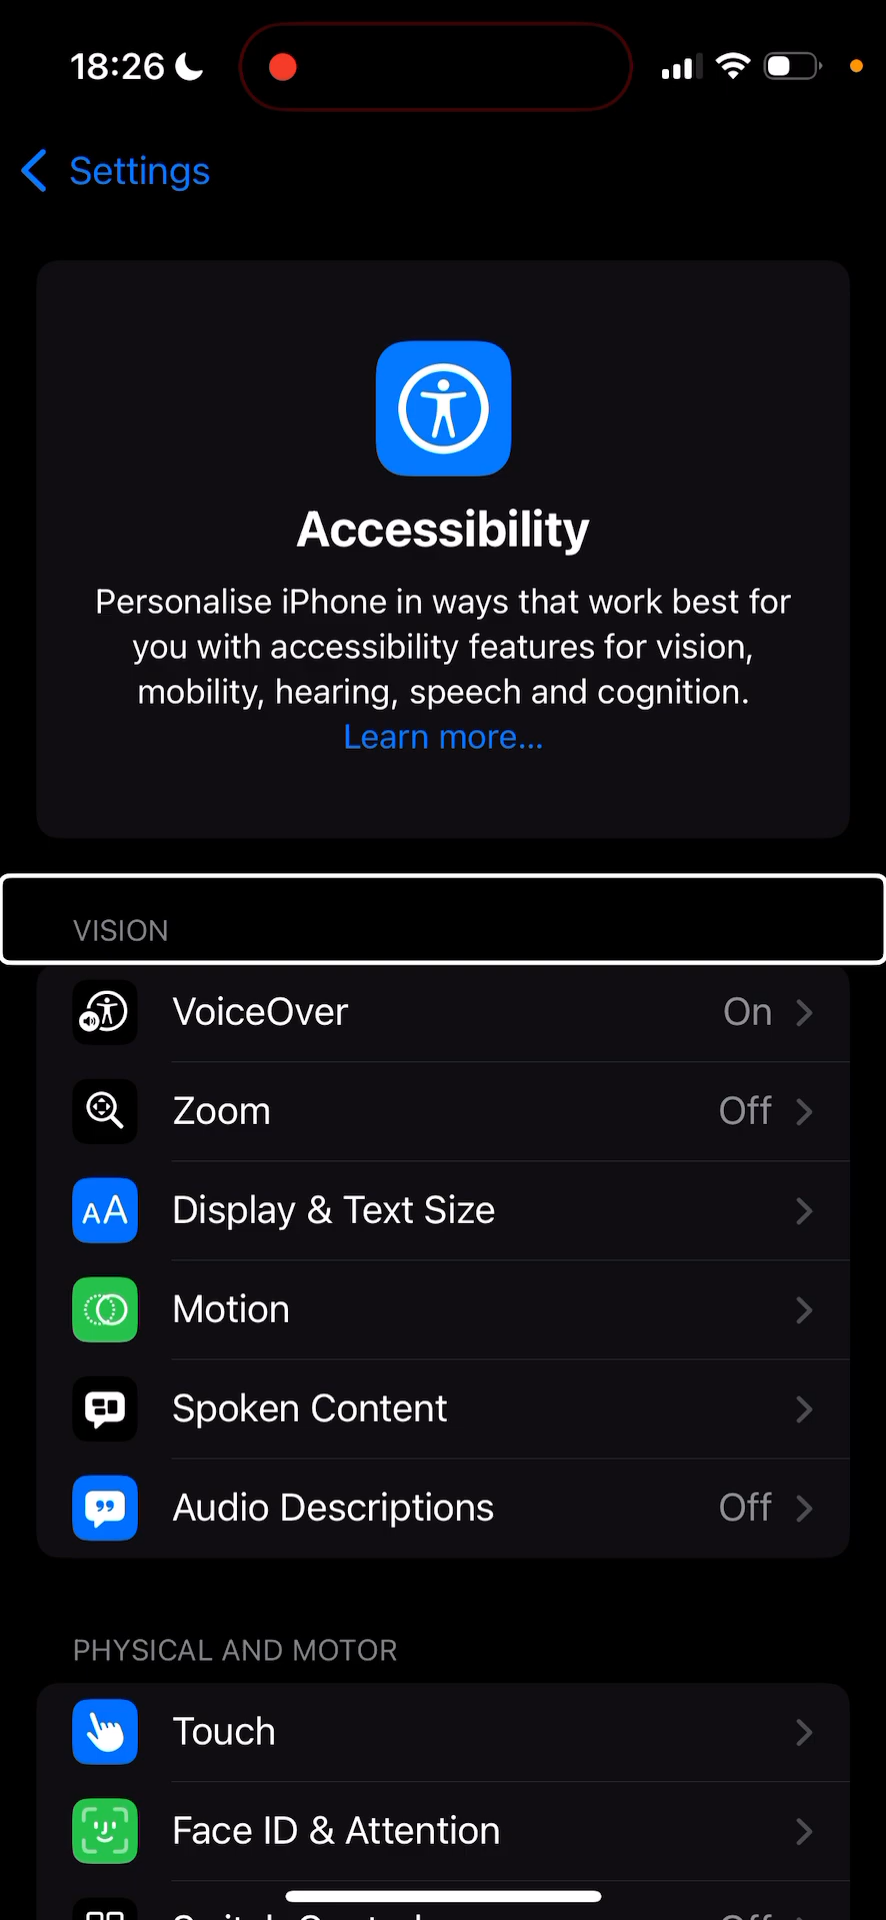 18:26
Settings
Accessibility
Personalise iPhone in ways that work best for
you with accessibility features for vision,
mobility, hearing, speech and cognition.
Learn more...
VISION
VoiceOver On
Zoom Off
AA Display & Text Size
Motion
Spoken Content
Audio Descriptions Off
PHYSICAL AND MOTOR
Touch
Face ID & Attention